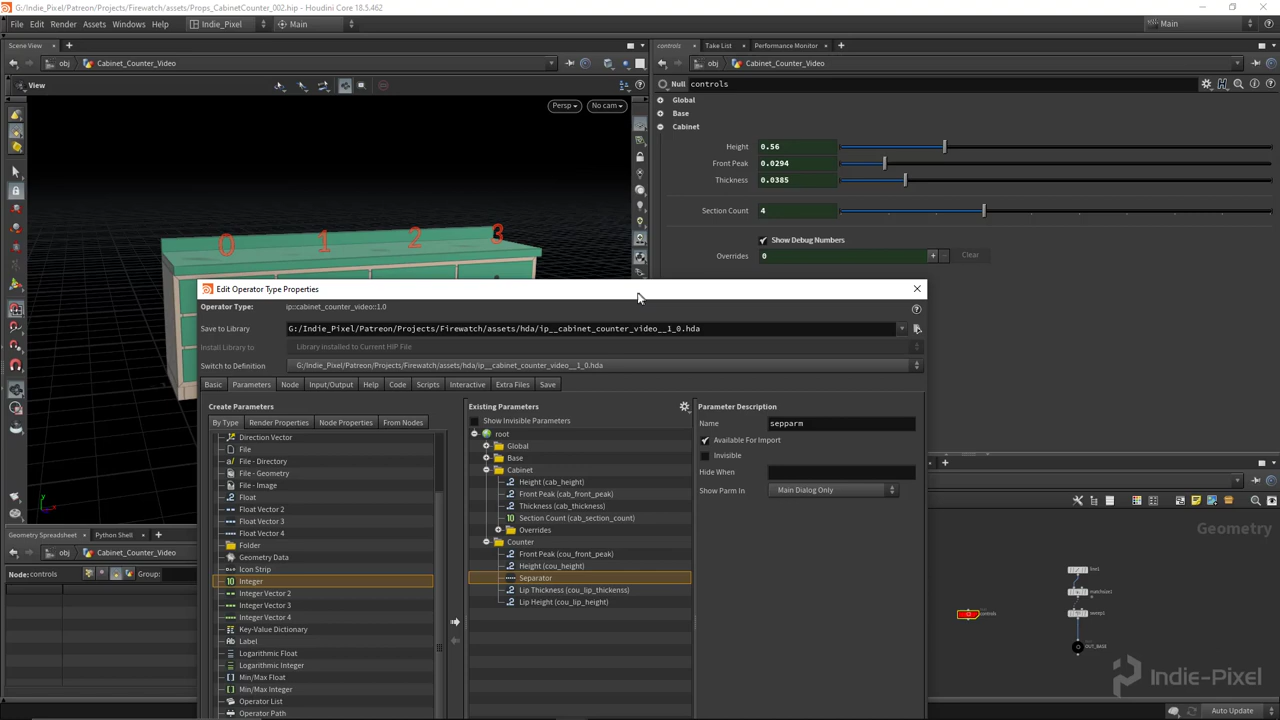 G:/Indie_Pixel/Patreon/Projects/Firewatch/assets/Props_CabinetCounter_002.hip - Houdini Core 18.5.462
File Edit Render Assets Windows Help Indie_Pixel Main Main
Scene View
obj Cabinet_Counter_Video
View
Persp No cam
0 1 2 3
controls Take List Performance Monitor
obj Cabinet_Counter_Video
Null controls
Global
Base
Cabinet
Height 0.56
Front Peak 0.0294
Thickness 0.0385
Section Count 4
Show Debug Numbers
Overrides 0 + Clear
Edit Operator Type Properties
Operator Type: ip::cabinet_counter_video::1.0
Save to Library G:/Indie_Pixel/Patreon/Projects/Firewatch/assets/hda/ip__cabinet_counter_video__1_0.hda
Install Library to Library installed to Current HIP File
Switch to Definition G:/Indie_Pixel/Patreon/Projects/Firewatch/assets/hda/ip__cabinet_counter_video__1_0.hda
Basic Parameters Node Input/Output Help Code Scripts Interactive Extra Files Save
Create Parameters
By Type Render Properties Node Properties From Nodes
Direction Vector
File
File - Directory
File - Geometry
File - Image
Float
Float Vector 2
Float Vector 3
Float Vector 4
Folder
Geometry Data
Icon Strip
Integer
Integer Vector 2
Integer Vector 3
Integer Vector 4
Key-Value Dictionary
Label
Logarithmic Float
Logarithmic Integer
Min/Max Float
Min/Max Integer
Operator List
Operator Path
Existing Parameters
Show Invisible Parameters
root
Global
Base
Cabinet
Height (cab_height)
Front Peak (cab_front_peak)
Thickness (cab_thickness)
Section Count (cab_section_count)
Overrides
Counter
Front Peak (cou_front_peak)
Height (cou_height)
Separator
Lip Thickness (cou_lip_thickenss)
Lip Height (cou_lip_height)
Parameter Description
Name sepparm
Available For Import
Invisible
Hide When
Show Parm In Main Dialog Only
Geometry Spreadsheet Python Shell
obj Cabinet_Counter_Video
Node: controls Group:
Geometry
line1
matchsize1
controls
sweep1
OUT_BASE
Indie-Pixel
Auto Update